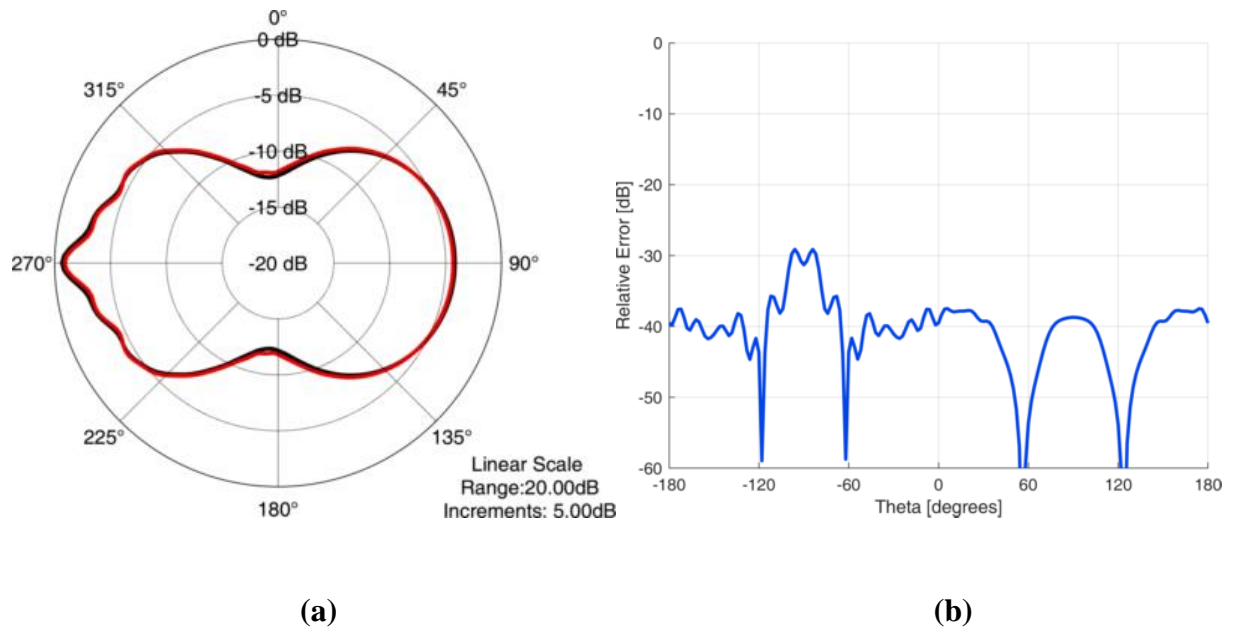 0°
0 dB
315°
45°
-5 dB
-10 dB
-15 dB
270°
-20 dB
90°
225°
135°
180°
Linear Scale
Range:20.00dB
Increments: 5.00dB
0
-10
-20
-30
-40
-50
-60
Relative Error [dB]
-180
-120
-60
0
60
120
180
Theta [degrees]
(a)
(b)